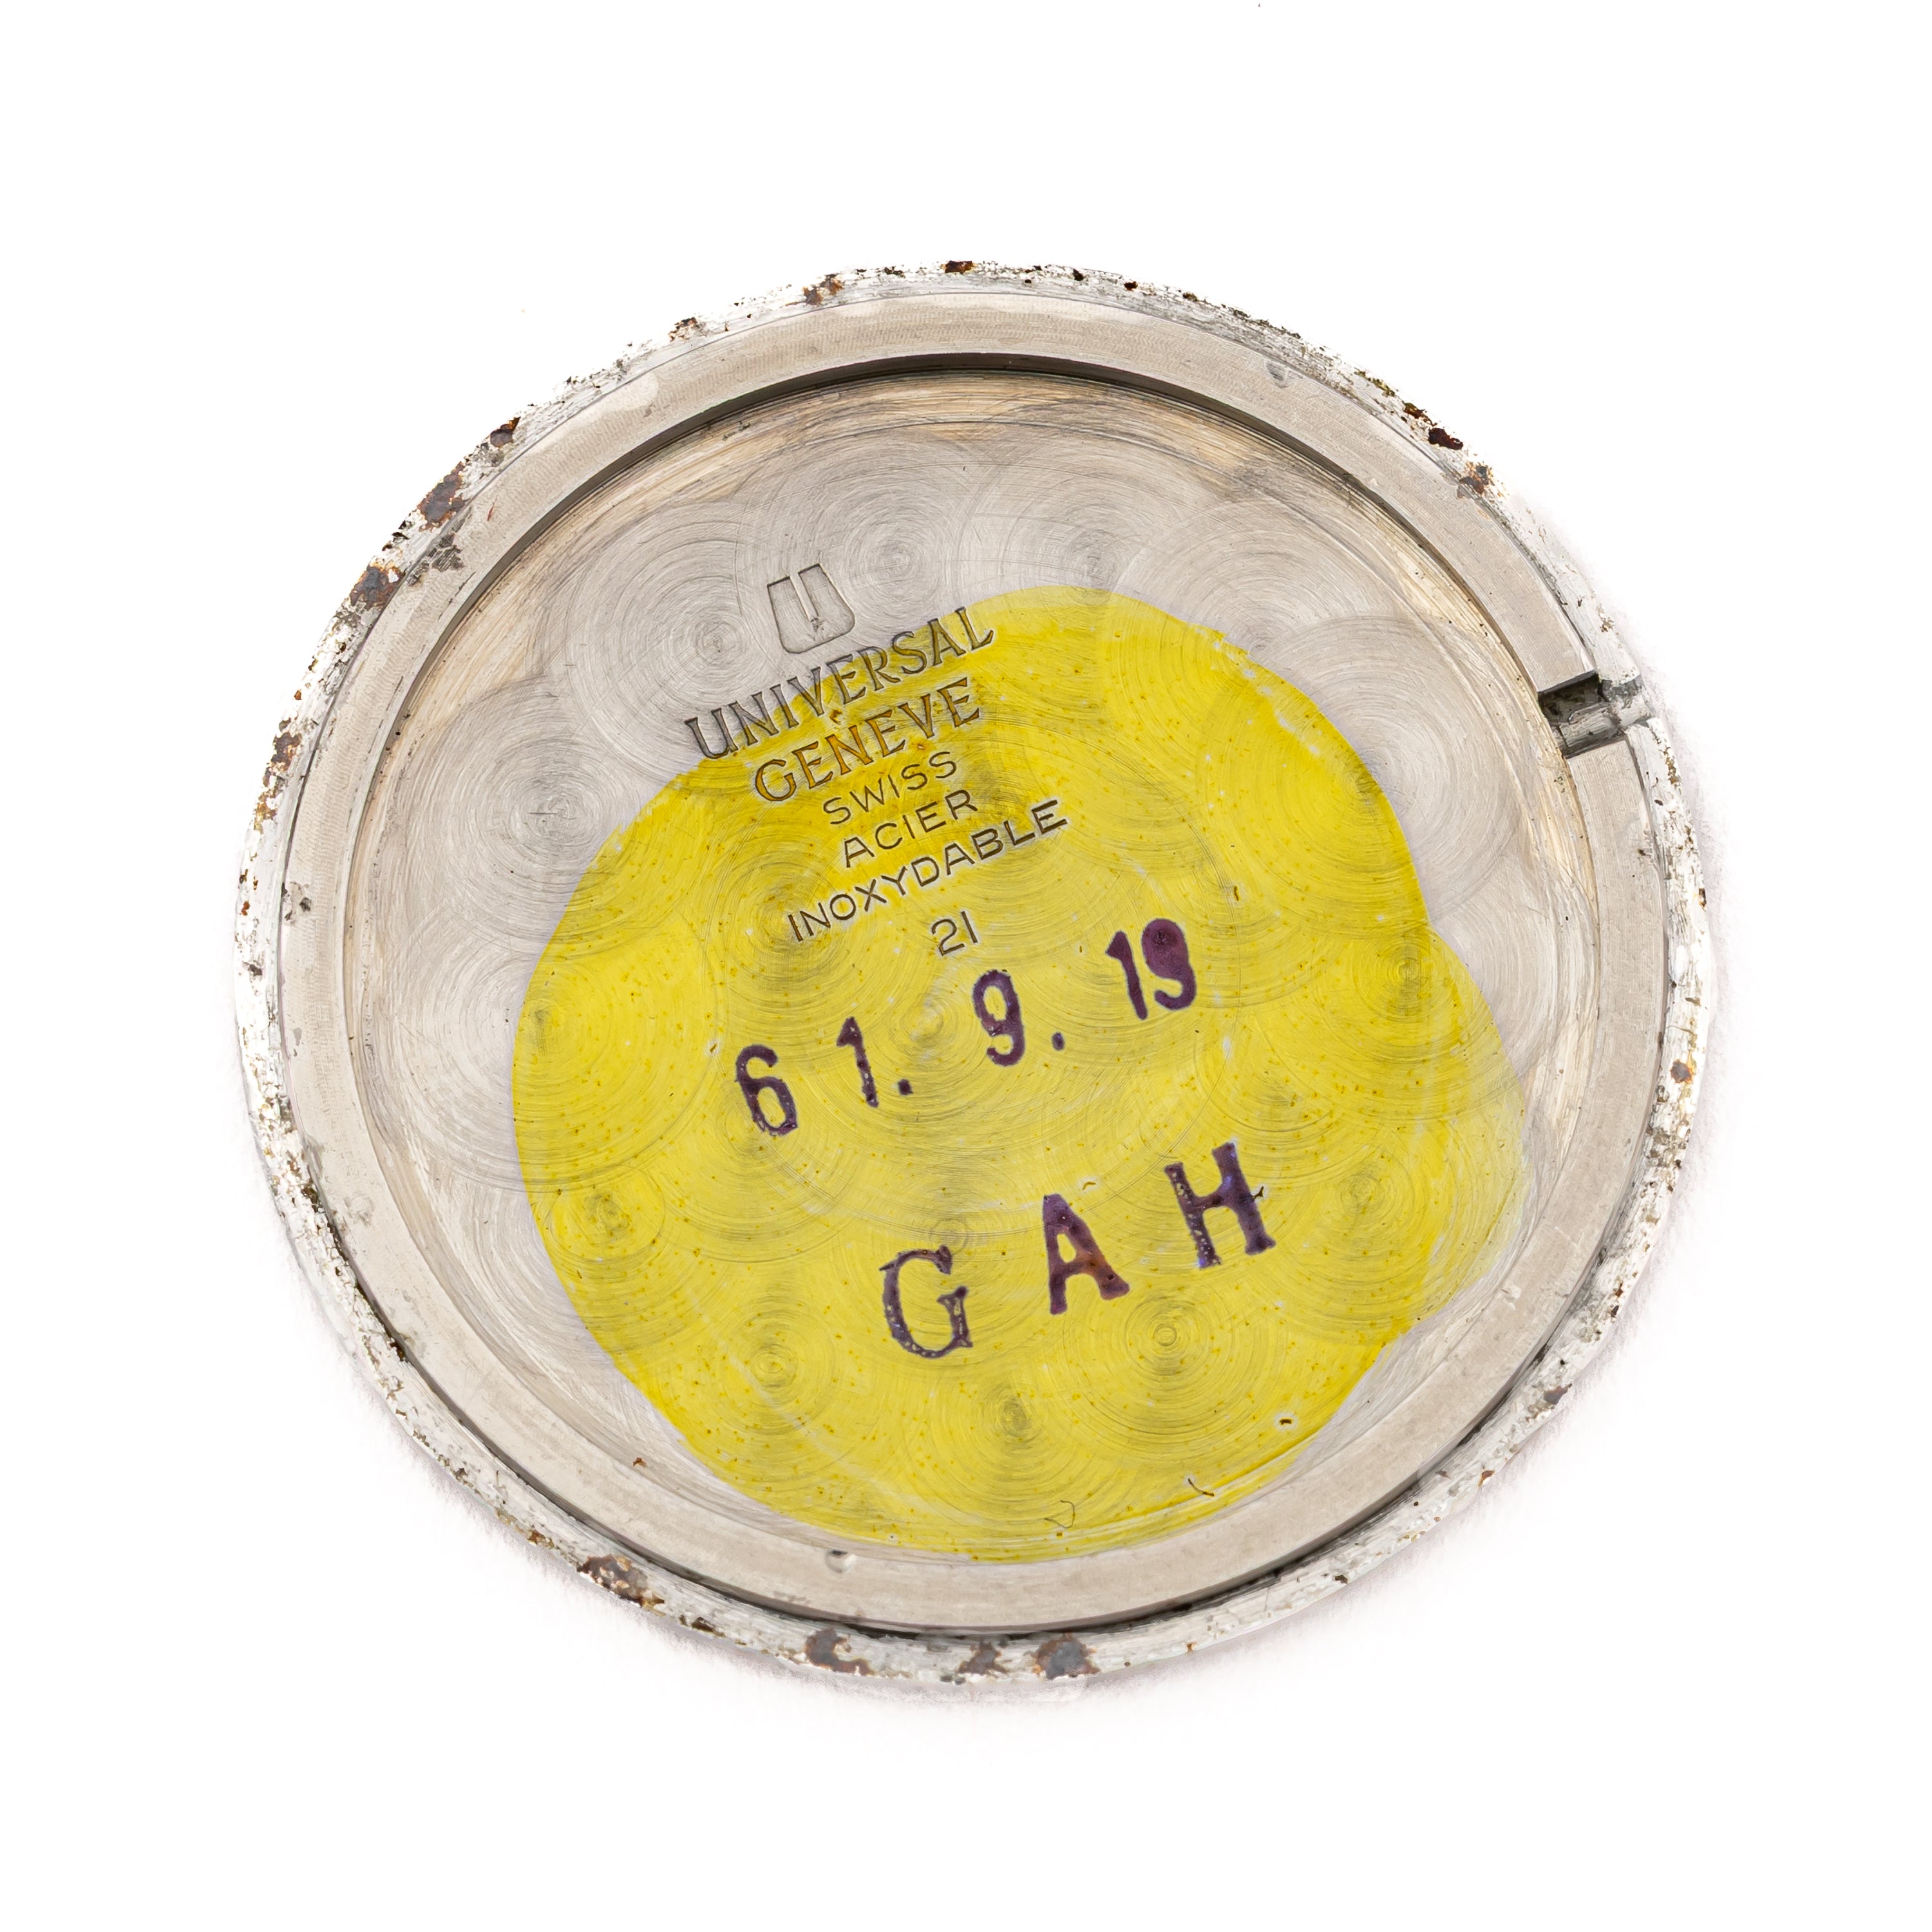 U
UNIVERSAL
GENEVE
SWISS
ACIER
INOXYDABLE
21
61. 9. 19
GAH